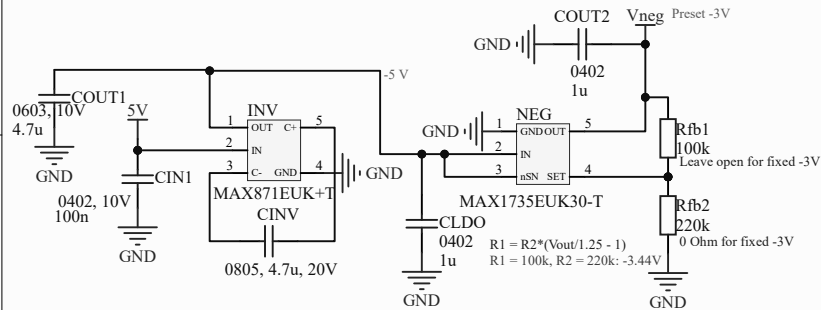 COUT2
Vneg
Preset -3V
GND
0402
1u
-5 V
COUT1
0603, 10V
4.7u
GND
5V
INV
1
OUT
C+
5
2
IN
3
C-
GND
4
GND
MAX871EUK+T
CIN1
0402, 10V
100n
GND
CINV
0805, 4.7u, 20V
NEG
GND
1
GND
OUT
5
2
IN
3
nSN
SET
4
MAX1735EUK30-T
Rfb1
100k
Leave open for fixed -3V
Rfb2
220k
0 Ohm for fixed -3V
GND
CLDO
0402
1u
GND
R1 = R2*(Vout/1.25 - 1)
R1 = 100k, R2 = 220k: -3.44V